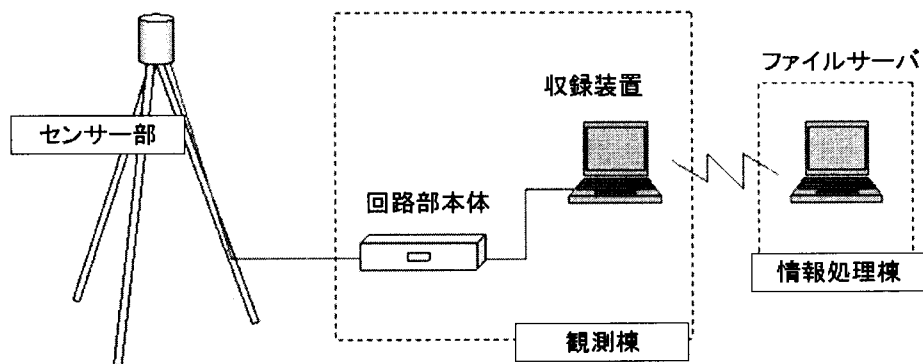 ファイルサーバ
収録装置
センサー部
回路部本体
情報処理棟
観測棟